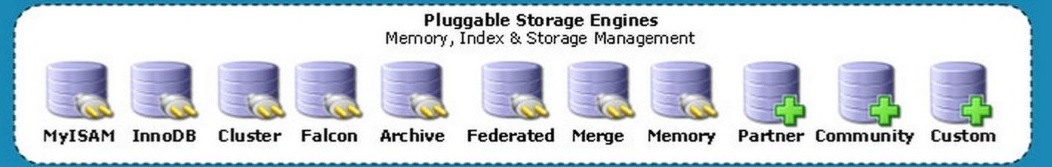 Pluggable Storage Engines
Memory, Index & Storage Management
MyISAM InnoDB Cluster Falcon Archive Federated Merge Memory Partner Community Custom